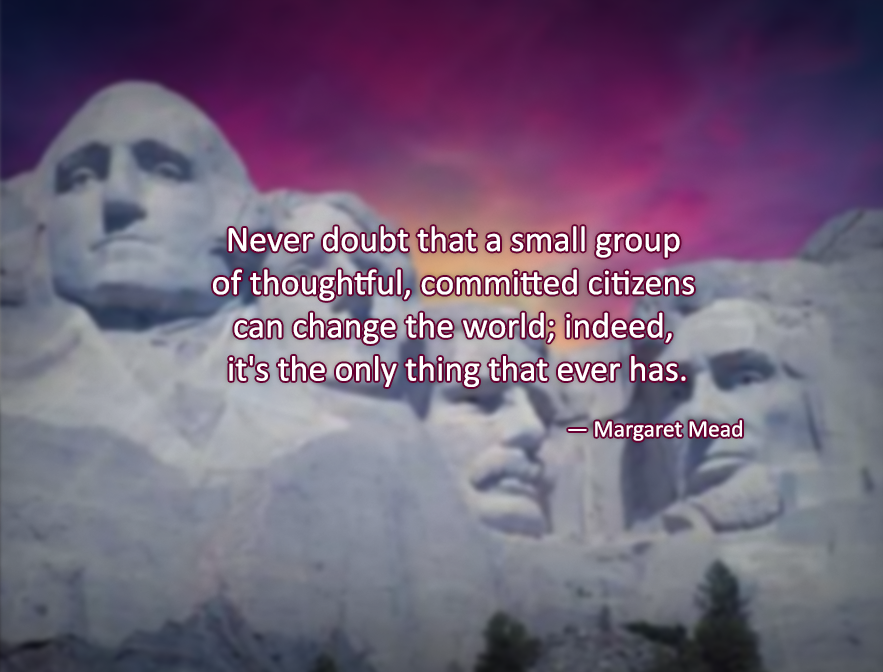 Never doubt that a small group
of thoughtful, committed citizens
can change the world; indeed,
it's the only thing that ever has.
— Margaret Mead